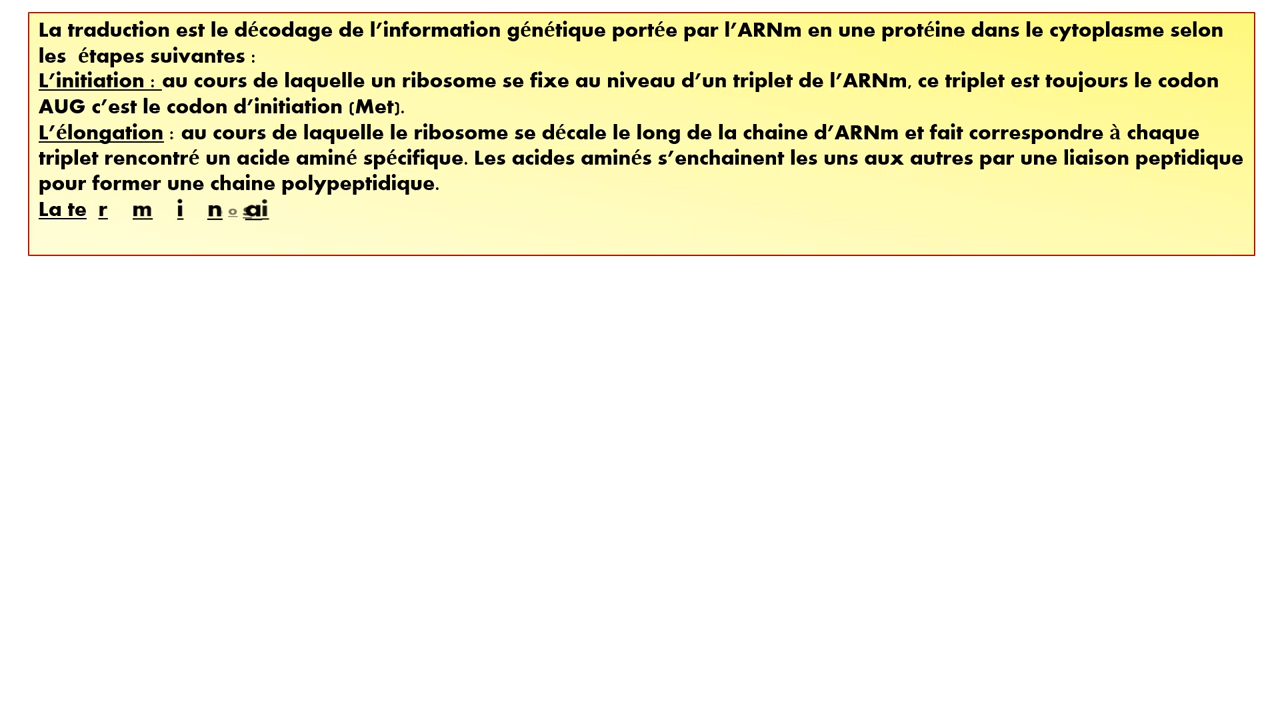 La traduction est le décodage de l’information génétique portée par l’ARNm en une protéine dans le cytoplasme selon
les  étapes suivantes :
L’initiation : au cours de laquelle un ribosome se fixe au niveau d’un triplet de l’ARNm, ce triplet est toujours le codon
AUG c’est le codon d’initiation (Met).
L’élongation : au cours de laquelle le ribosome se décale le long de la chaine d’ARNm et fait correspondre à chaque
triplet rencontré un acide aminé spécifique. Les acides aminés s’enchainent les uns aux autres par une liaison peptidique
pour former une chaine polypeptidique.
La te r m i n